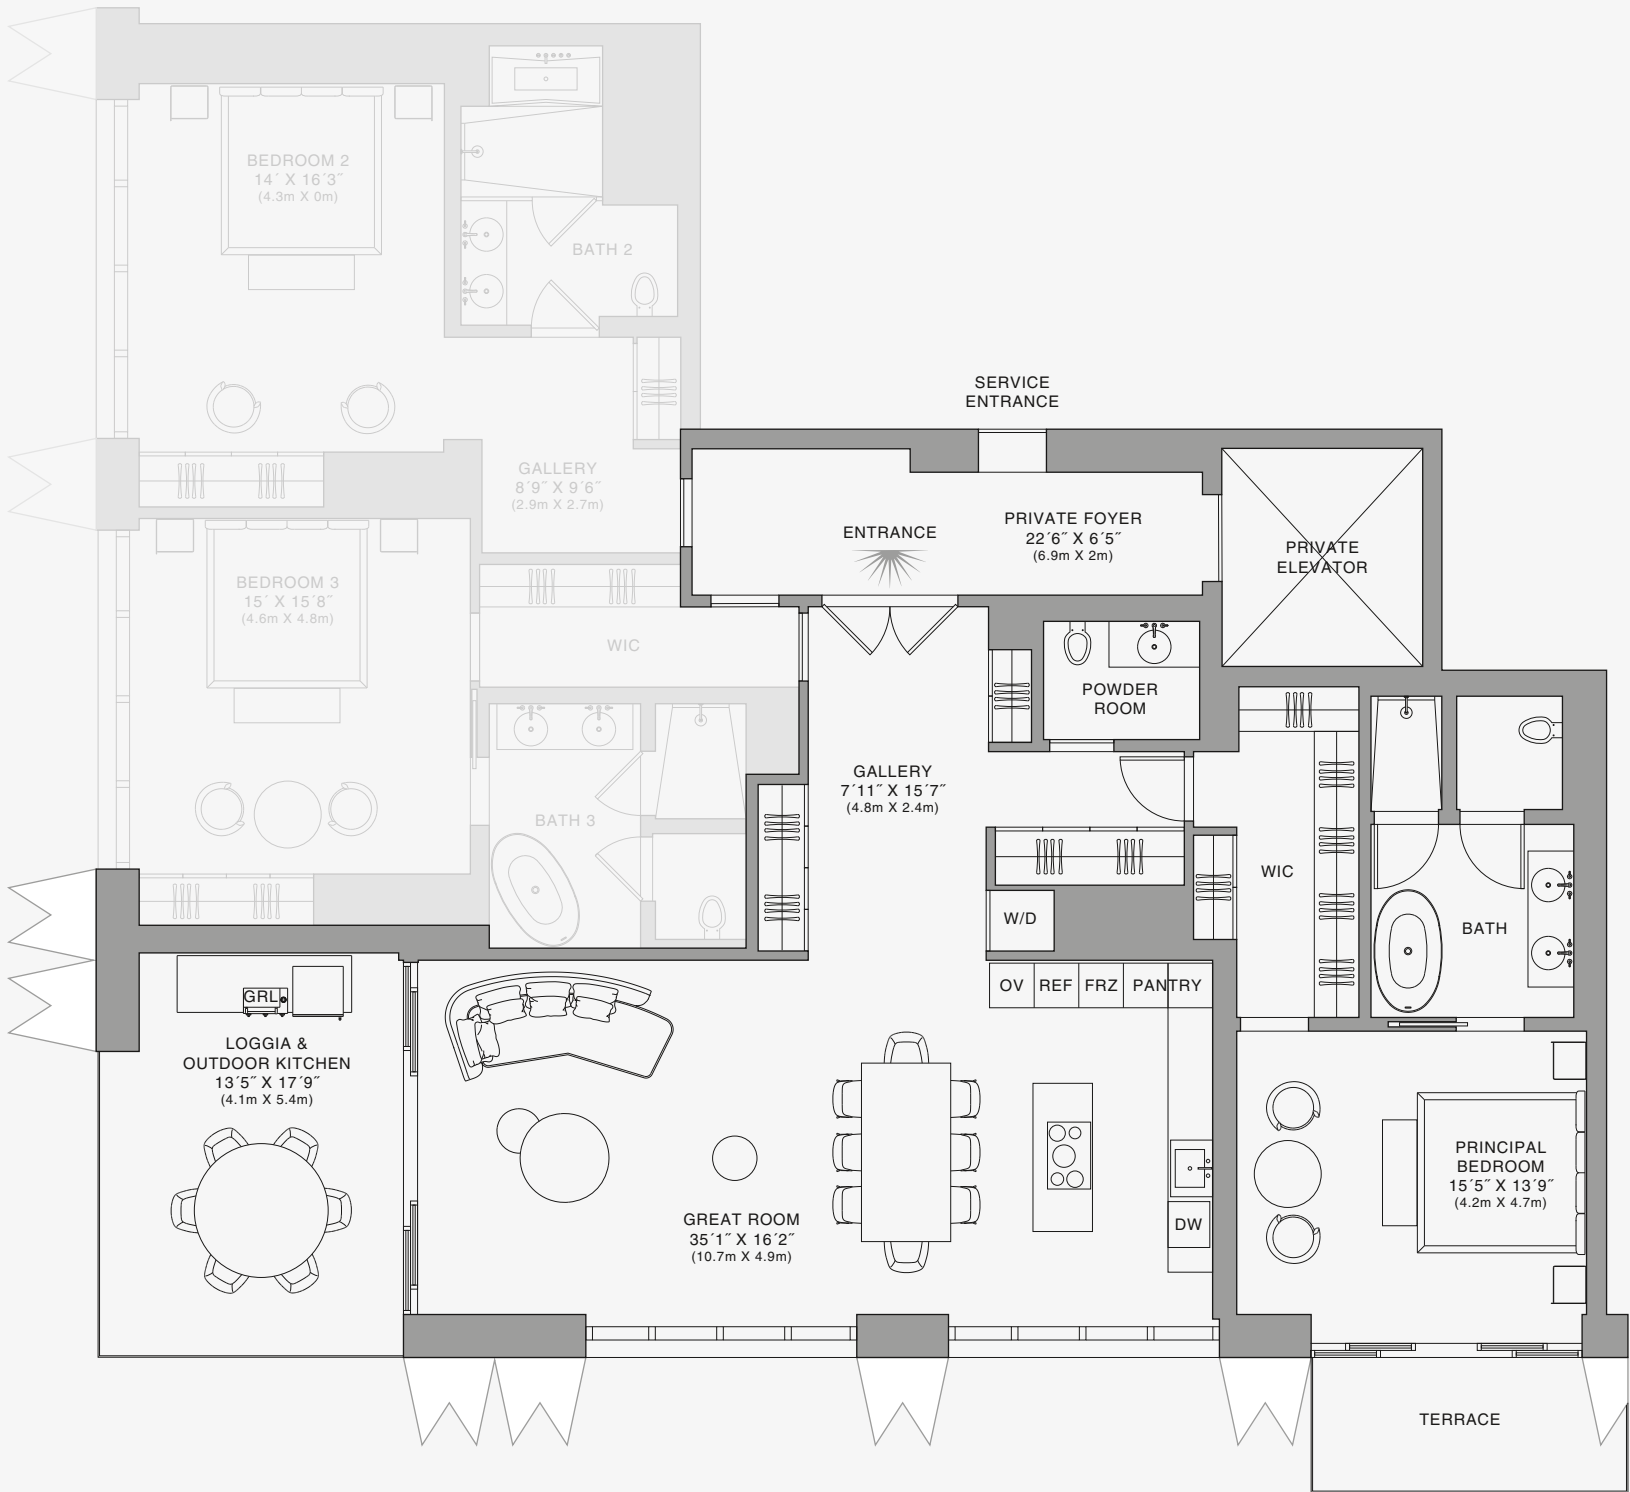 BEDROOM 2
14´ X 16´3˝
(4.3m X 0m)
BATH 2
SERVICE
ENTRANCE
GALLERY
8´9˝ X 9´6˝
(2.9m X 2.7m)
ENTRANCE
PRIVATE FOYER
22´6˝ X 6´5˝
(6.9m X 2m)
PRIVATE
ELEVATOR
BEDROOM 3
15´ X 15´8˝
(4.6m X 4.8m)
WIC
POWDER
ROOM
GALLERY
7´11˝ X 15´7˝
(4.8m X 2.4m)
BATH 3
WIC
W/D
BATH
OV
REF
FRZ
PANTRY
GRL
LOGGIA &
OUTDOOR KITCHEN
13´5˝ X 17´9˝
(4.1m X 5.4m)
PRINCIPAL
BEDROOM
15´5˝ X 13´9˝
(4.2m X 4.7m)
GREAT ROOM
35´1˝ X 16´2˝
(10.7m X 4.9m)
DW
TERRACE